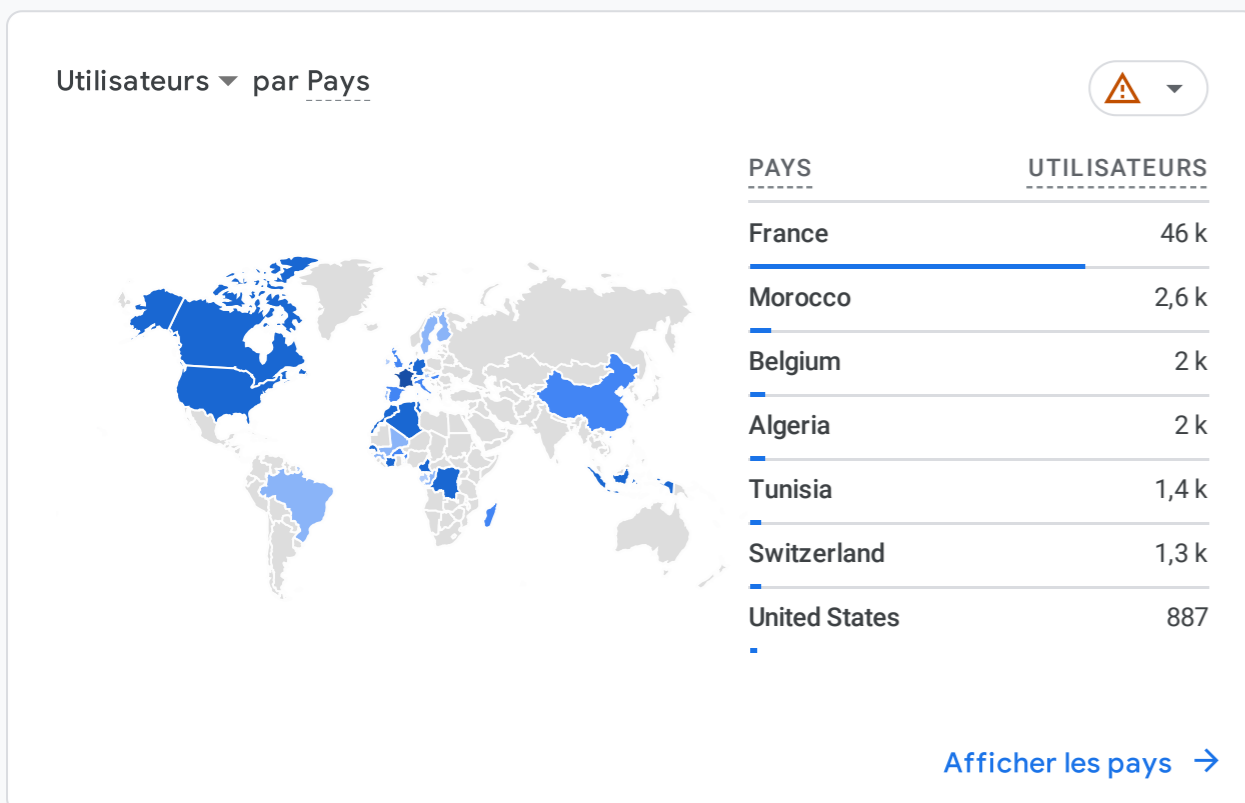 Utilisateurs par Pays
PAYS UTILISATEURS
France 46 k
Morocco 2,6 k
Belgium 2 k
Algeria 2 k
Tunisia 1,4 k
Switzerland 1,3 k
United States 887
Afficher les pays